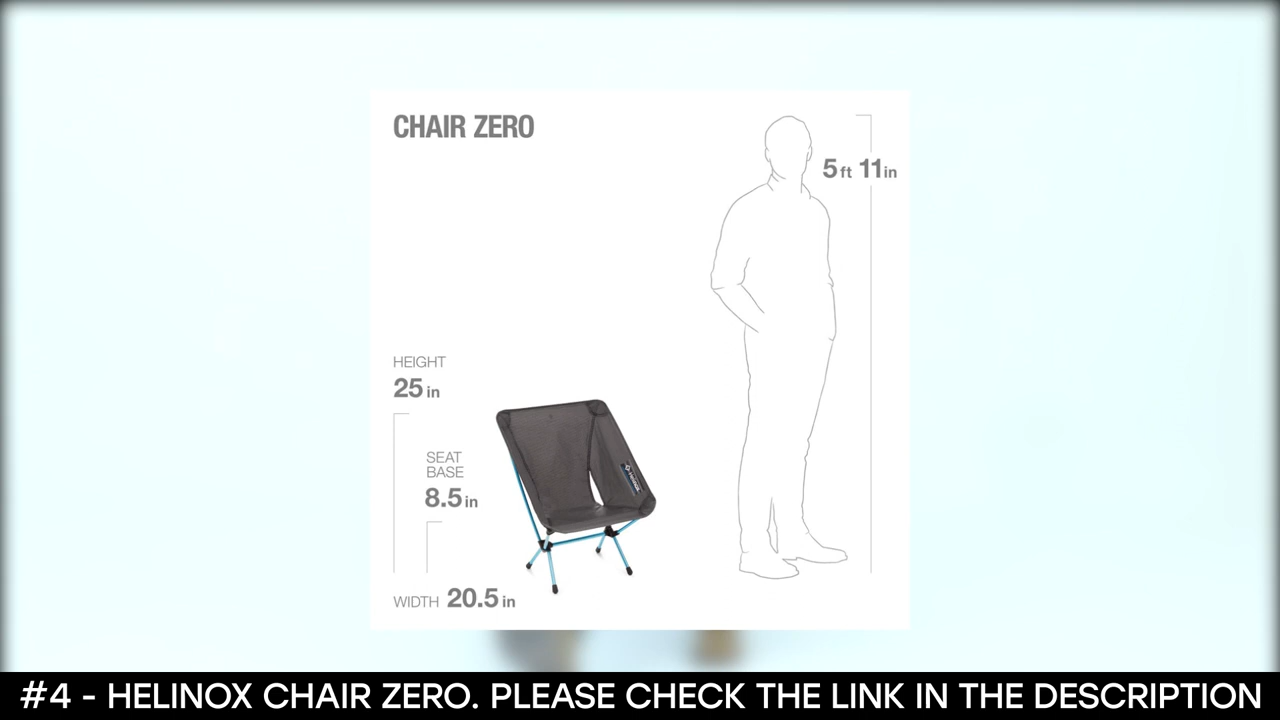 CHAIR ZERO
5 ft 11 in
HEIGHT
25 in
SEAT
BASE
8.5 in
WIDTH 20.5 in
#4 - HELINOX CHAIR ZERO. PLEASE CHECK THE LINK IN THE DESCRIPTION